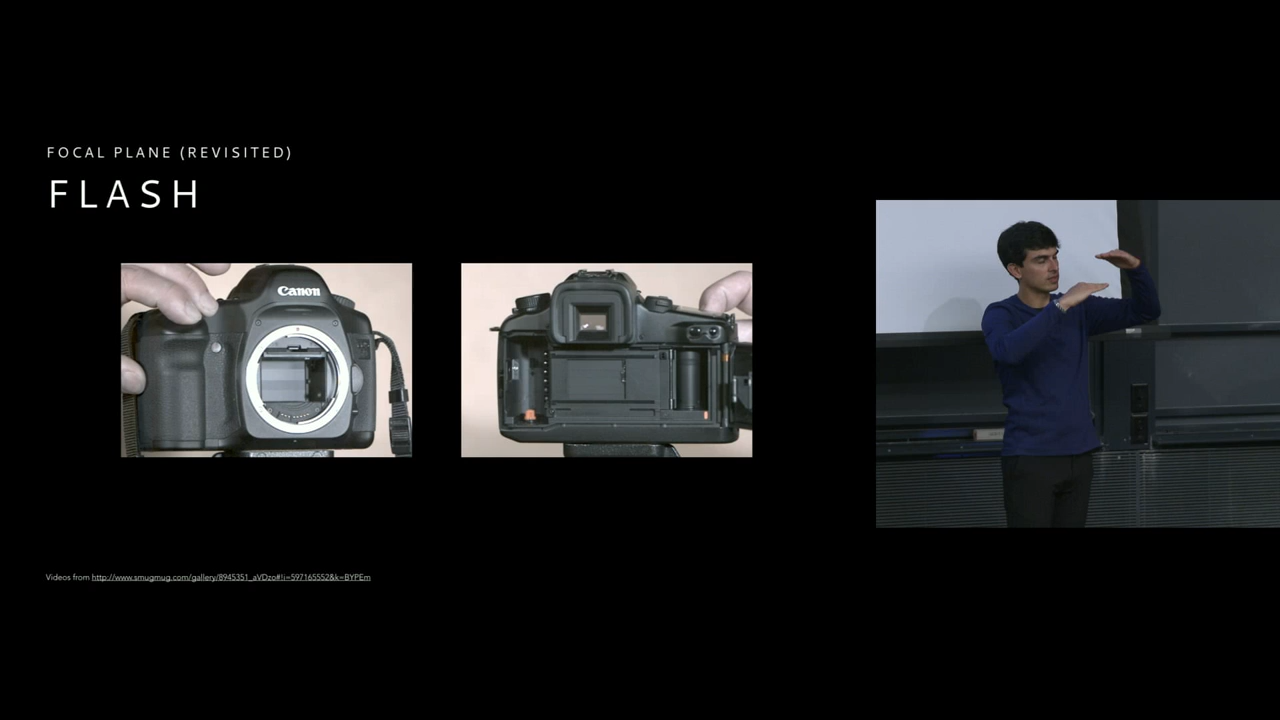 FOCAL PLANE (REVISITED)
FLASH
Canon
Videos from http://www.smugmug.com/gallery/8945351_aVDzo#!i=597165552&k=BYPEm